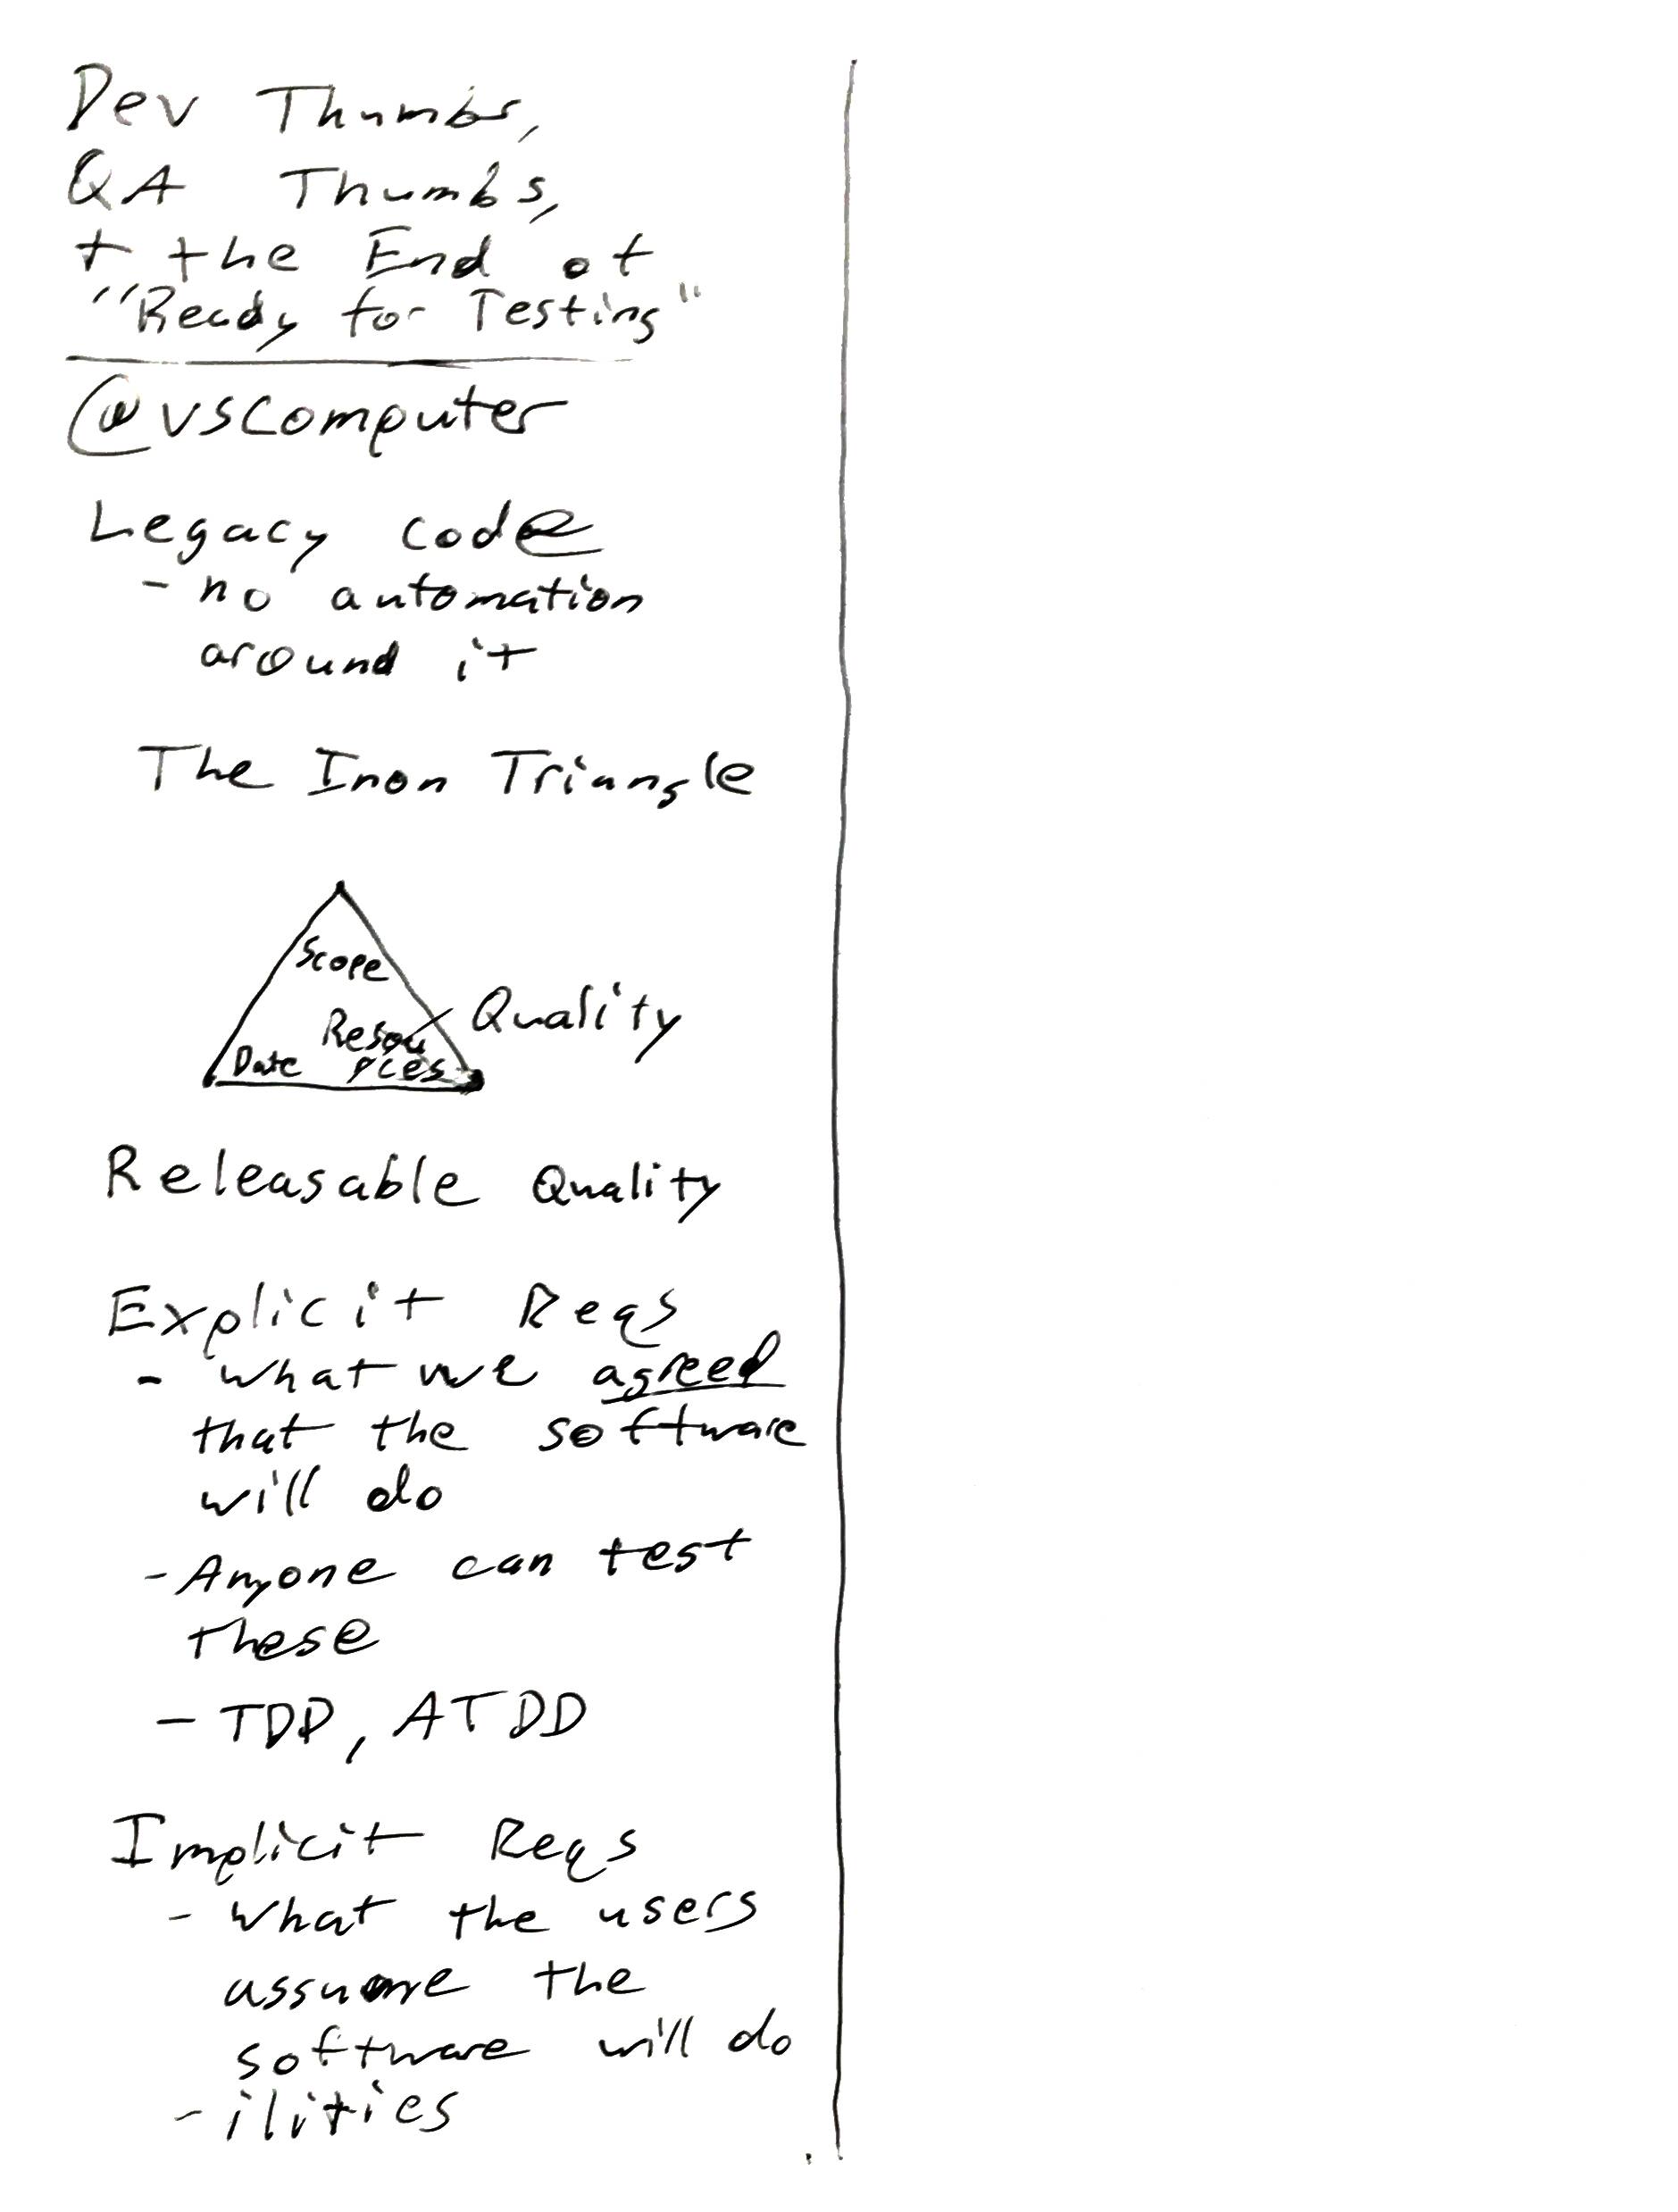 Dev Thumbs,
QA Thumbs,
+ the End of
"Ready for Testing"
@vscomputer
Legacy code
- no automation
around it
The Iron Triangle
Scope
Quality
Resou
Date rces
Releasable Quality
Explicit Reqs
- what we agreed
that the software
will do
- Anyone can test
these
- TDD, ATDD
Implicit Reqs
- what the users
assume the
software will do
- ilities